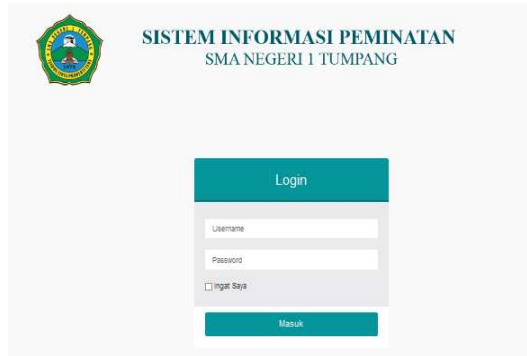 SISTEM INFORMASI PEMINATAN
SMA NEGERI 1 TUMPANG
Login
Username
Password
Ingat Saya
Masuk